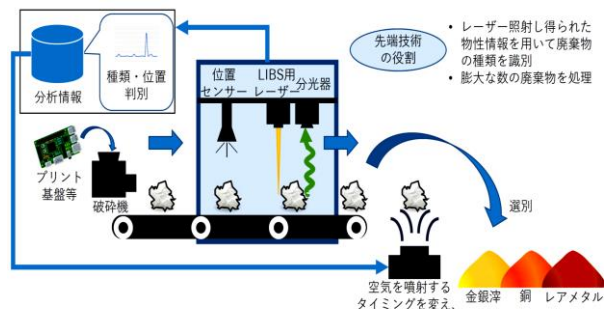 分析情報
種類・位置
判別
位置
センサー
LIBS用
レーザー
分光器
先端技術
の役割
• レーザー照射し得られた
物性情報を用いて廃棄物
の種類を識別
• 膨大な数の廃棄物を処理
プリント
基盤等
破砕機
選別
空気を噴射する
タイミングを変え、
金銀滓
銅
レアメタル